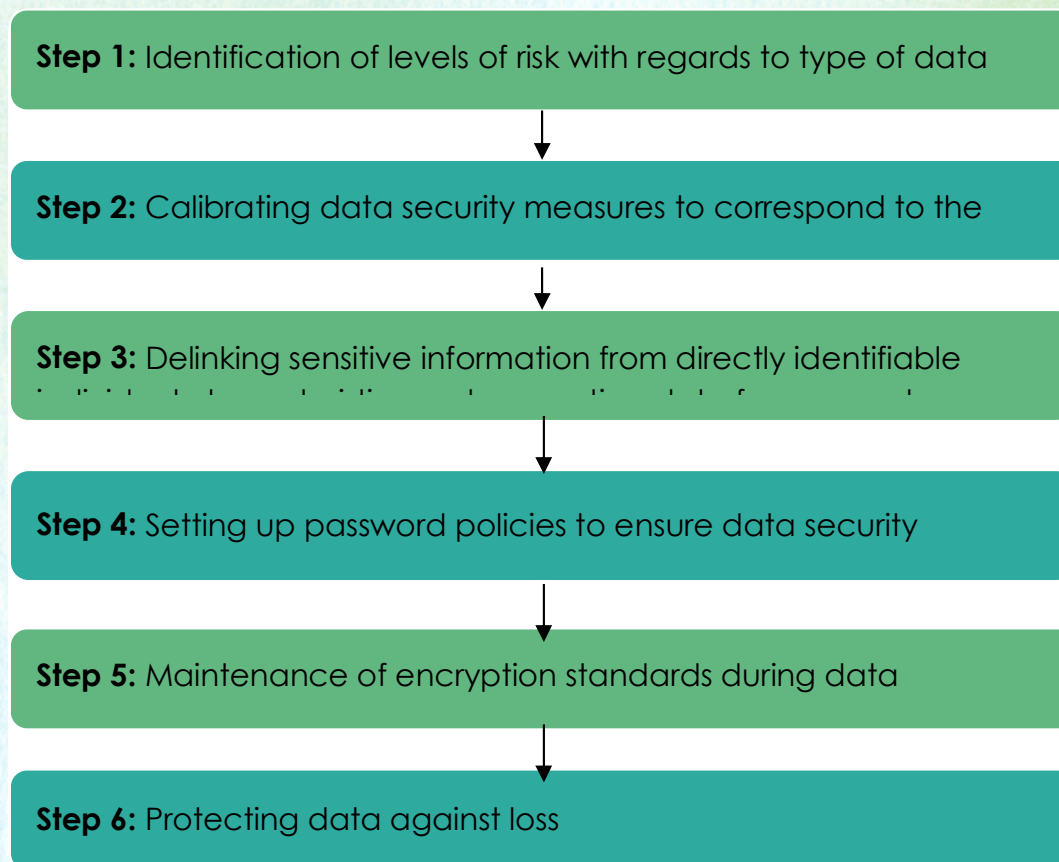 Step 1: Identification of levels of risk with regards to type of data
Step 2: Calibrating data security measures to correspond to the
Step 3: Delinking sensitive information from directly identifiable
Step 4: Setting up password policies to ensure data security
Step 5: Maintenance of encryption standards during data
Step 6: Protecting data against loss